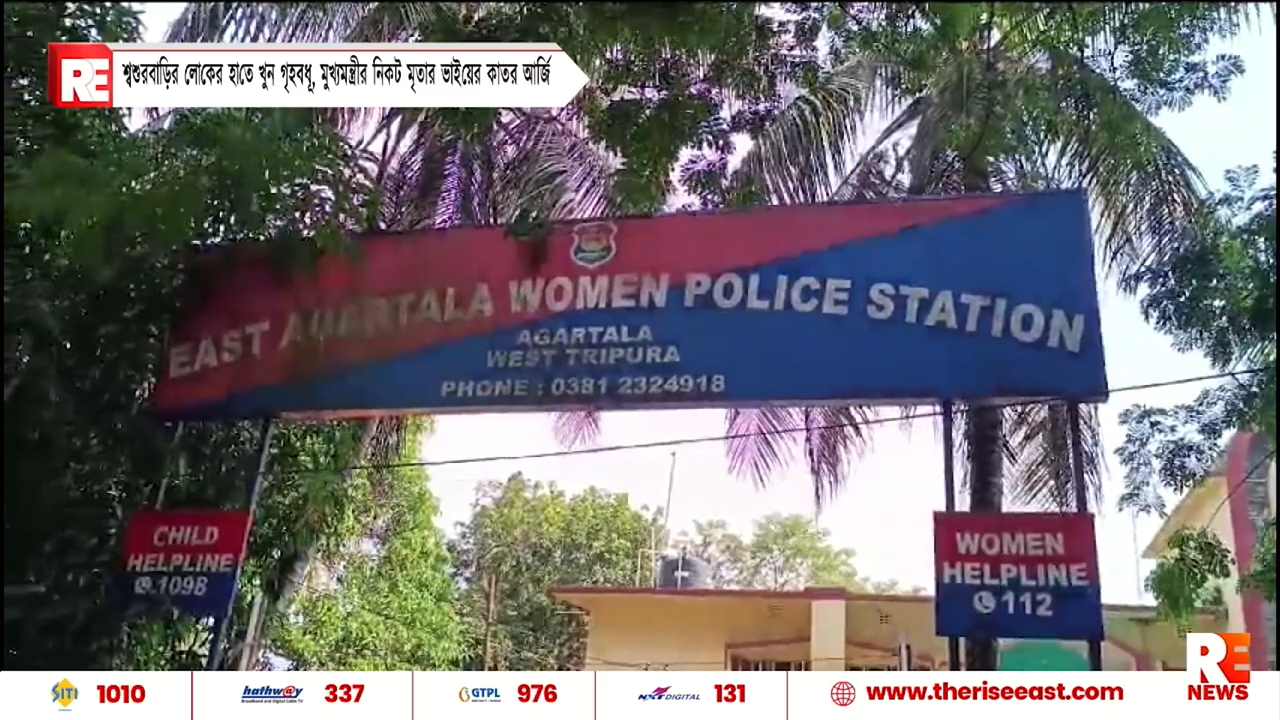 RE শ্বশুরবাড়ির লোকের হাতে খুন গৃহবধূ, মুখ্যমন্ত্রীর নিকট মৃতার ভাইয়ের কাতর আর্জি
EAST AGARTALA WOMEN POLICE STATION
AGARTALA
WEST TRIPURA
PHONE : 0381 2324918
CHILD
HELPLINE
1098
WOMEN
HELPLINE
112
RE
NEWS
SITI 1010 hathw@y 337 GTPL 976 NXT DIGITAL 131 www.theriseeast.com